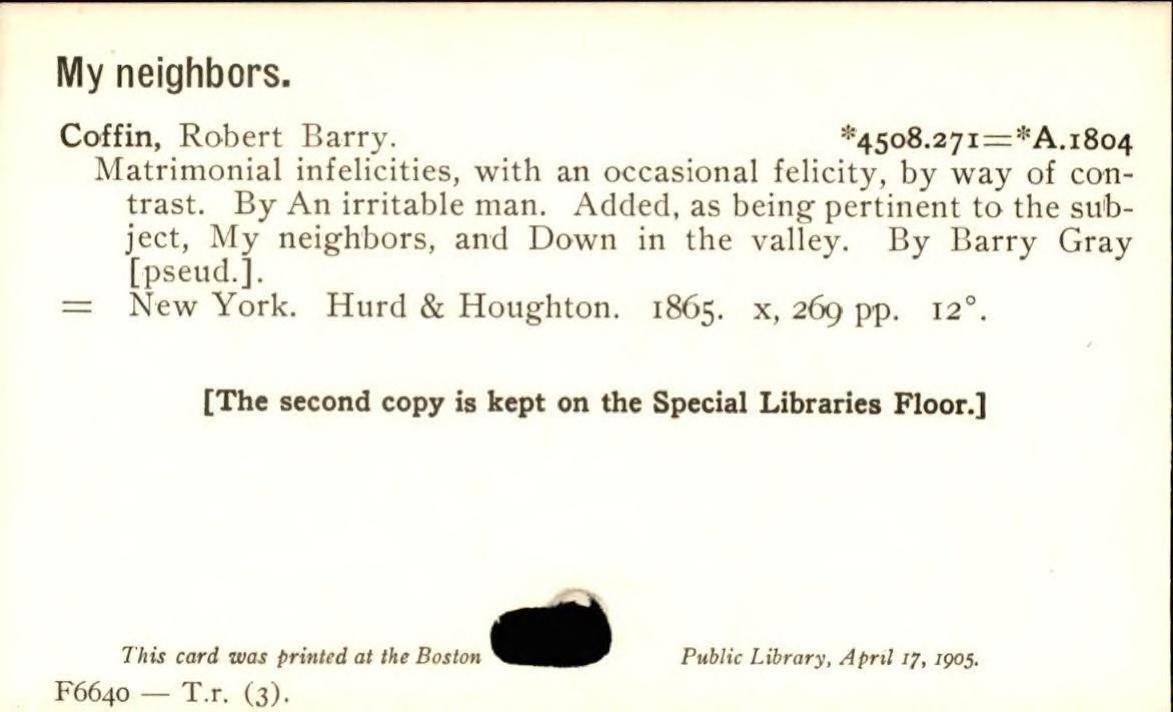 My neighbors.
Coffin, Robert Barry. *4508.271=*A.1804
Matrimonial infelicities, with an occasional felicity, by way of con-
trast. By An irritable man. Added, as being pertinent to the sub-
ject, My neighbors, and Down in the valley. By Barry Gray
[pseud.].
= New York. Hurd & Houghton. 1865. x, 269 pp. 12°.
[The second copy is kept on the Special Libraries Floor.]
This card was printed at the Boston Public Library, April 17, 1905.
F6640 — T.r. (3).